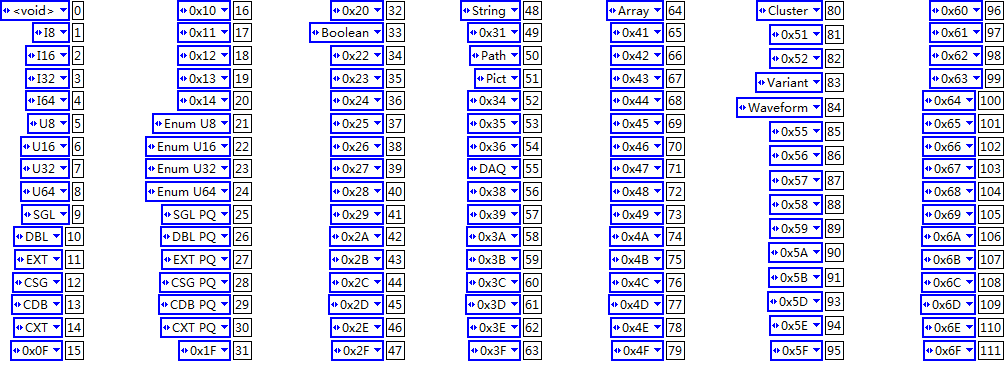 <void> 0 0x10 16 0x20 32 String 48 Array 64 Cluster 80 0x60 96
I8 1 0x11 17 Boolean 33 0x31 49 0x41 65 0x51 81 0x61 97
I16 2 0x12 18 0x22 34 Path 50 0x42 66 0x52 82 0x62 98
I32 3 0x13 19 0x23 35 Pict 51 0x43 67 Variant 83 0x63 99
I64 4 0x14 20 0x24 36 0x34 52 0x44 68 Waveform 84 0x64 100
U8 5 Enum U8 21 0x25 37 0x35 53 0x45 69 0x55 85 0x65 101
U16 6 Enum U16 22 0x26 38 0x36 54 0x46 70 0x56 86 0x66 102
U32 7 Enum U32 23 0x27 39 DAQ 55 0x47 71 0x57 87 0x67 103
U64 8 Enum U64 24 0x28 40 0x38 56 0x48 72 0x58 88 0x68 104
SGL 9 SGL PQ 25 0x29 41 0x39 57 0x49 73 0x59 89 0x69 105
DBL 10 DBL PQ 26 0x2A 42 0x3A 58 0x4A 74 0x5A 90 0x6A 106
EXT 11 EXT PQ 27 0x2B 43 0x3B 59 0x4B 75 0x5B 91 0x6B 107
CSG 12 CSG PQ 28 0x2C 44 0x3C 60 0x4C 76 0x5D 93 0x6C 108
CDB 13 CDB PQ 29 0x2D 45 0x3D 61 0x4D 77 0x5E 94 0x6D 109
CXT 14 CXT PQ 30 0x2E 46 0x3E 62 0x4E 78 0x5F 95 0x6E 110
0x0F 15 0x1F 31 0x2F 47 0x3F 63 0x4F 79 0x6F 111